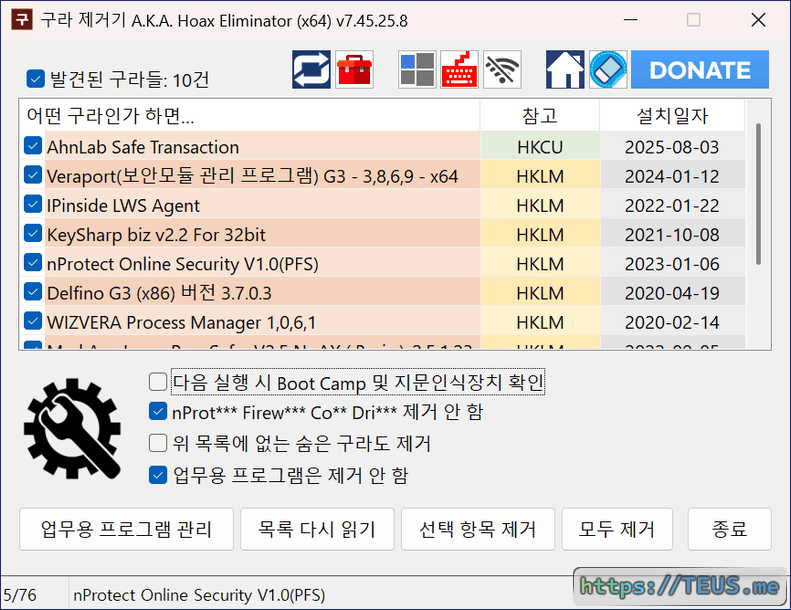 구라 제거기 A.K.A. Hoax Eliminator (x64) v7.45.25.8
발견된 구라들: 10건
DONATE
어떤 구라인가 하면... 참고 설치일자
AhnLab Safe Transaction HKCU 2025-08-03
Veraport(보안모듈 관리 프로그램) G3 - 3,8,6,9 - x64 HKLM 2024-01-12
IPinside LWS Agent HKLM 2022-01-22
KeySharp biz v2.2 For 32bit HKLM 2021-10-08
nProtect Online Security V1.0(PFS) HKLM 2023-01-06
Delfino G3 (x86) 버전 3.7.0.3 HKLM 2020-04-19
WIZVERA Process Manager 1,0,6,1 HKLM 2020-02-14
HKLM
다음 실행 시 Boot Camp 및 지문인식장치 확인
nProt*** Firew*** Co** Dri*** 제거 안 함
위 목록에 없는 숨은 구라도 제거
업무용 프로그램은 제거 안 함
업무용 프로그램 관리 목록 다시 읽기 선택 항목 제거 모두 제거 종료
5/76 nProtect Online Security V1.0(PFS)
https://TEUS.me